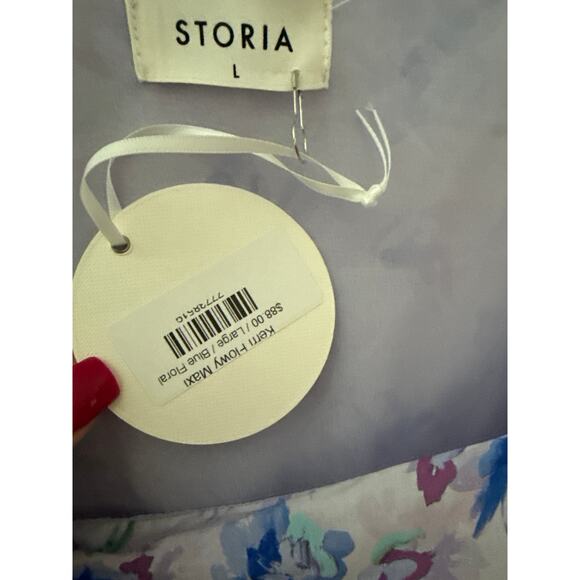 STORIA
L
Kerri Flowy Maxi
$88.00 / Large / Blue Floral